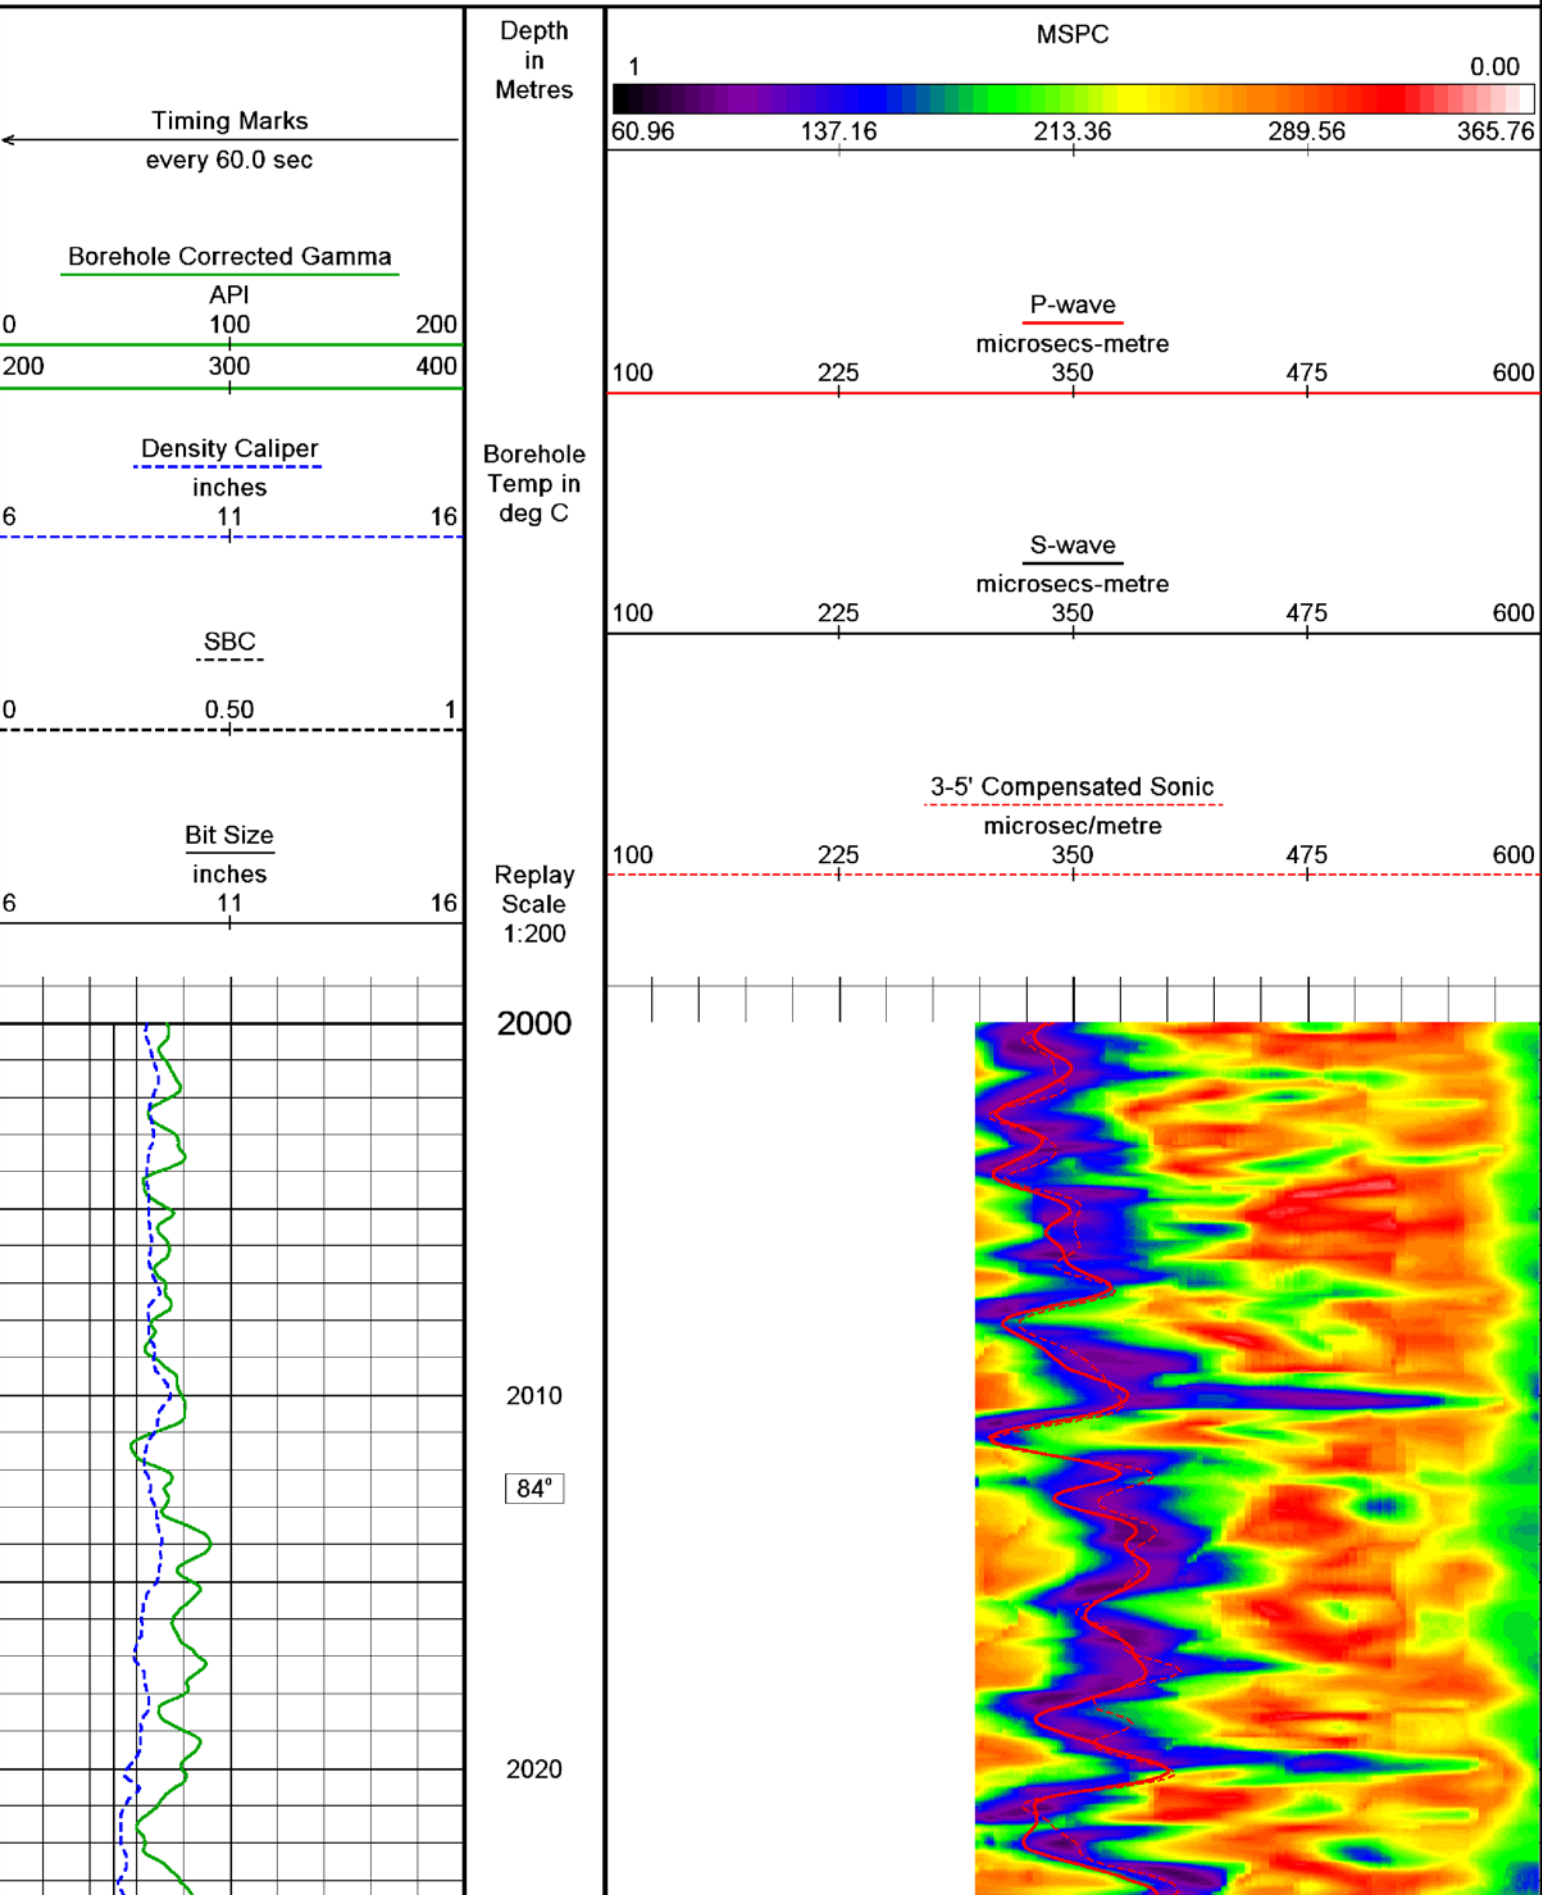 Timing Marks
every 60.0 sec
Borehole Corrected Gamma
API
0 100 200
200 300 400
Density Caliper
inches
6 11 16
SBC
0 0.50 1
Bit Size
inches
6 11 16
Depth
in
Metres
Borehole
Temp in
deg C
Replay
Scale
1:200
2000
2010
84°
2020
MSPC
1 0.00
60.96 137.16 213.36 289.56 365.76
P-wave
microsecs-metre
100 225 350 475 600
S-wave
microsecs-metre
100 225 350 475 600
3-5' Compensated Sonic
microsec/metre
100 225 350 475 600